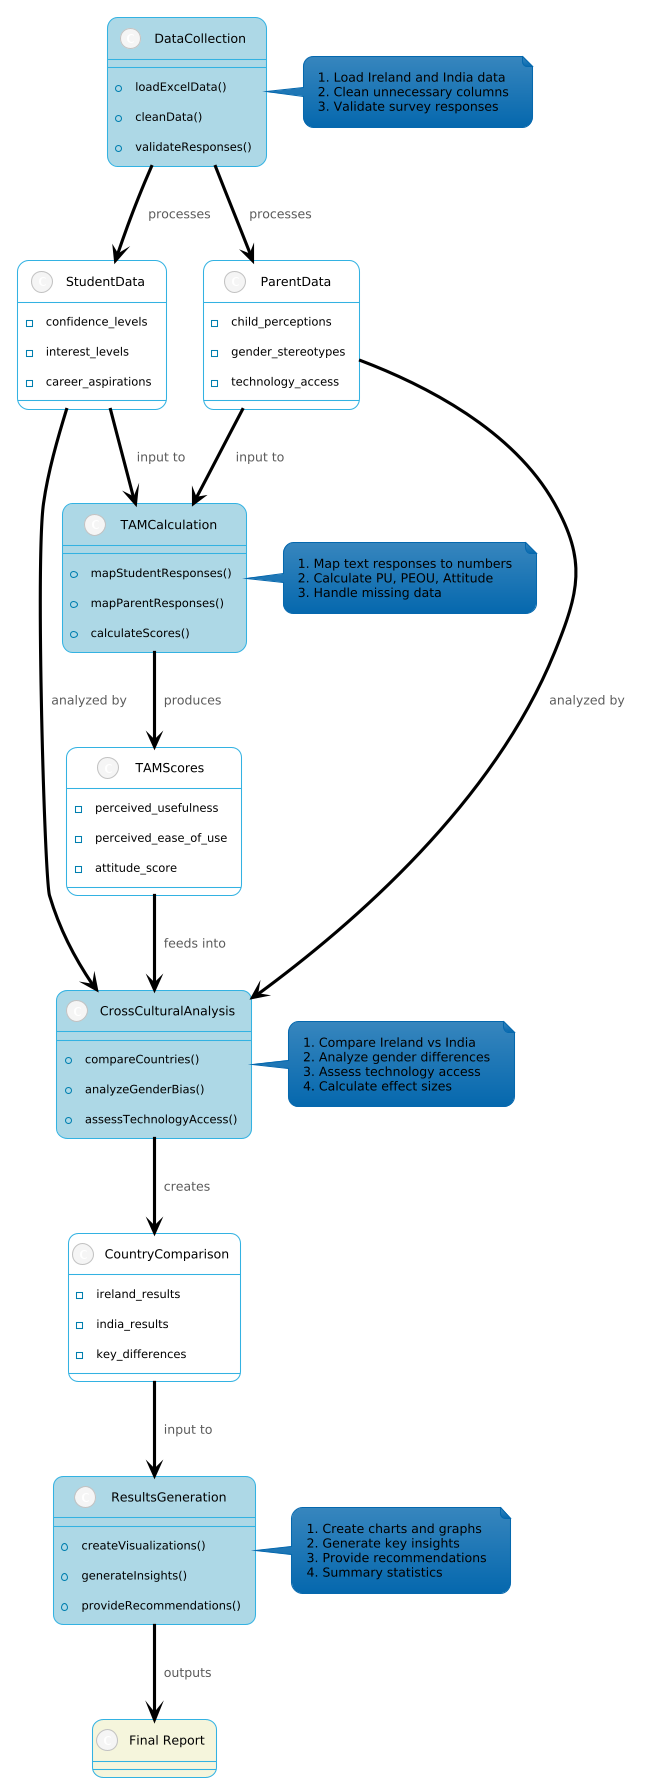 DataCollection
loadExcelData()
cleanData()
validateResponses()
1. Load Ireland and India data
2. Clean unnecessary columns
3. Validate survey responses
processes
processes
StudentData
confidence_levels
interest_levels
career_aspirations
ParentData
child_perceptions
gender_stereotypes
technology_access
input to
input to
TAMCalculation
mapStudentResponses()
mapParentResponses()
calculateScores()
1. Map text responses to numbers
2. Calculate PU, PEOU, Attitude
3. Handle missing data
analyzed by
produces
analyzed by
TAMScores
perceived_usefulness
perceived_ease_of_use
attitude_score
feeds into
CrossCulturalAnalysis
compareCountries()
analyzeGenderBias()
assessTechnologyAccess()
1. Compare Ireland vs India
2. Analyze gender differences
3. Assess technology access
4. Calculate effect sizes
creates
CountryComparison
ireland_results
india_results
key_differences
input to
ResultsGeneration
createVisualizations()
generateInsights()
provideRecommendations()
1. Create charts and graphs
2. Generate key insights
3. Provide recommendations
4. Summary statistics
outputs
Final Report